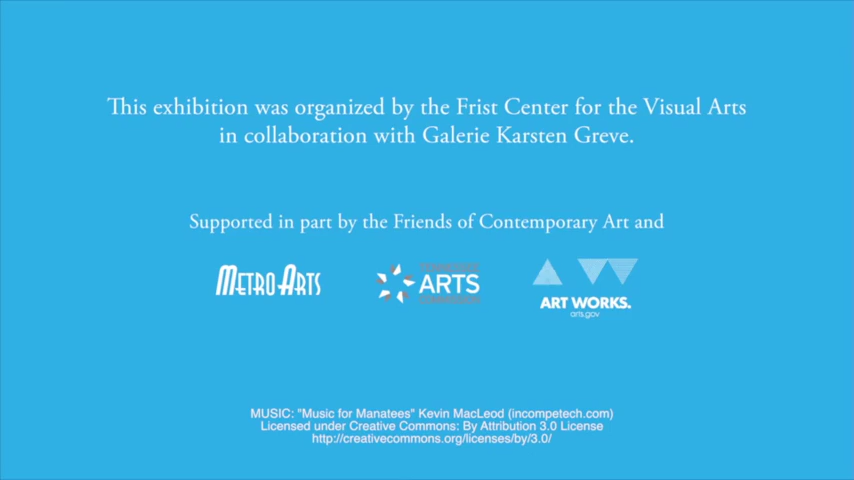 This exhibition was organized by the Frist Center for the Visual Arts
in collaboration with Galerie Karsten Greve.
Supported in part by the Friends of Contemporary Art and
METRO ARTS
ARTS
ART WORKS.
arts.gov
MUSIC: "Music for Manatees" Kevin MacLeod (incompetech.com)
Licensed under Creative Commons: By Attribution 3.0 License
http://creativecommons.org/licenses/by/3.0/